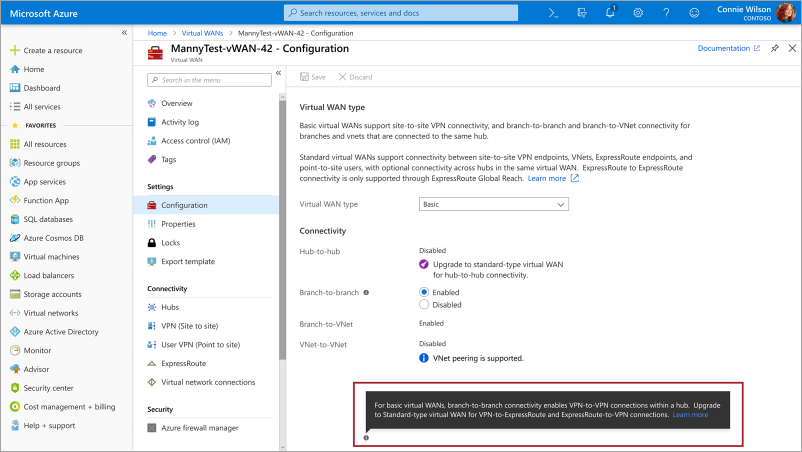 Microsoft Azure
Search resources, services and docs
1
Connie Wilson
CONTOSO
Create a resource
Home
Dashboard
All services
FAVORITES
All resources
Resource groups
App services
Function App
SQL databases
Azure Cosmos DB
Virtual machines
Load balancers
Storage accounts
Virtual networks
Azure Active Directory
Monitor
Advisor
Security center
Cost management + billing
Help + support
Home > Virtual WANs > MannyTest-vWAN-42 - Configuration
MannyTest-vWAN-42 - Configuration
Virtual WAN
Documentation
Search in the menu
Overview
Activity log
Access control (IAM)
Tags
Settings
Configuration
Properties
Locks
Export template
Connectivity
Hubs
VPN (Site to site)
User VPN (Point to site)
ExpressRoute
Virtual network connections
Security
Azure firewall manager
Save Discard
Virtual WAN type
Basic virtual WANs support site-to-site VPN connectivity, and branch-to-branch and branch-to-VNet connectivity for
branches and vnets that are connected to the same hub.
Standard virtual WANs support connectivity between site-to-site VPN endpoints, VNets, ExpressRoute endpoints, and
point-to-site users, with optional connectivity across hubs in the same virtual WAN. ExpressRoute to ExpressRoute
connectivity is only supported through ExpressRoute Global Reach. Learn more
Virtual WAN type Basic
Connectivity
Hub-to-hub Disabled
Upgrade to standard-type virtual WAN
for hub-to-hub connectivity.
Branch-to-branch Enabled
Disabled
Branch-to-VNet Enabled
VNet-to-VNet Disabled
VNet peering is supported.
For basic virtual WANs, branch-to-branch connectivity enables VPN-to-VPN connections within a hub. Upgrade
to Standard-type virtual WAN for VPN-to-ExpressRoute and ExpressRoute-to-VPN connections. Learn more